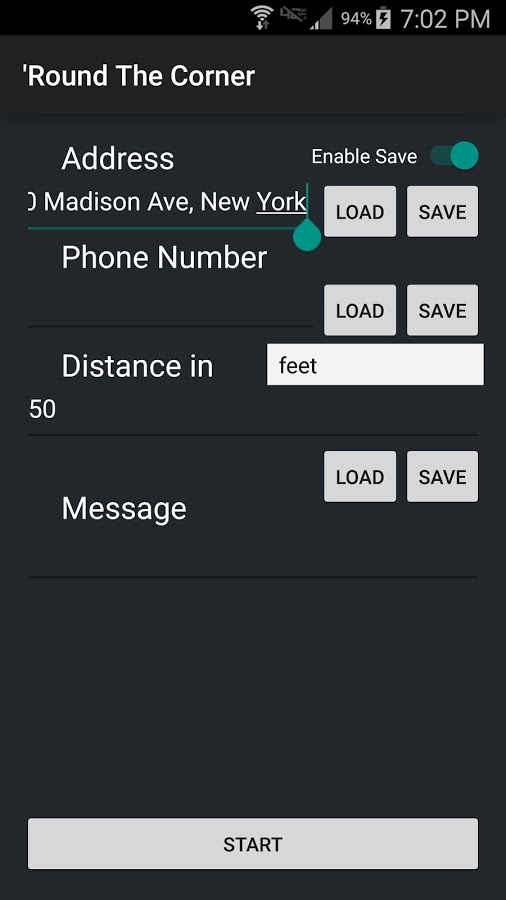 94% 7:02 PM
'Round The Corner
Address Enable Save
0 Madison Ave, New York LOAD SAVE
Phone Number
LOAD SAVE
Distance in feet
50
LOAD SAVE
Message
START